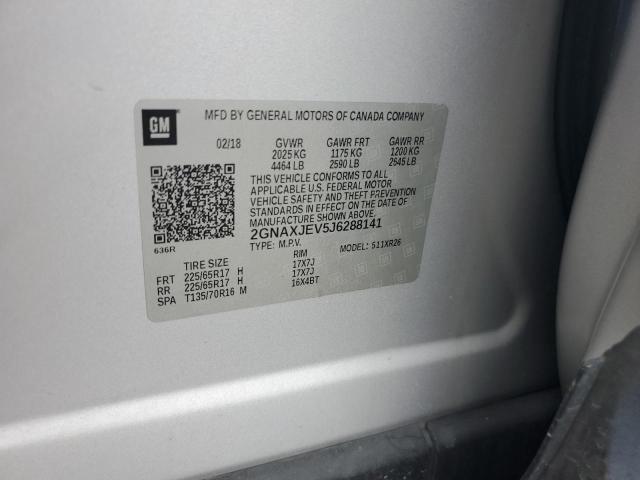 GM
MFD BY GENERAL MOTORS OF CANADA COMPANY
02/18 GVWR GAWR FRT GAWR RR
2025 KG 1175 KG 1200 KG
4464 LB 2590 LB 2645 LB
THIS VEHICLE CONFORMS TO ALL
APPLICABLE U.S. FEDERAL MOTOR
VEHICLE SAFETY AND THEFT PREVENTION
STANDARDS IN EFFECT ON THE DATE OF
MANUFACTURE SHOWN ABOVE.
2GNAXJEV5J6288141
TYPE: M.P.V. MODEL: 511XR26
636R
TIRE SIZE RIM
FRT 225/65R17 H 17X7J
RR 225/65R17 H 17X7J
SPA T135/70R16 M 16X4BT